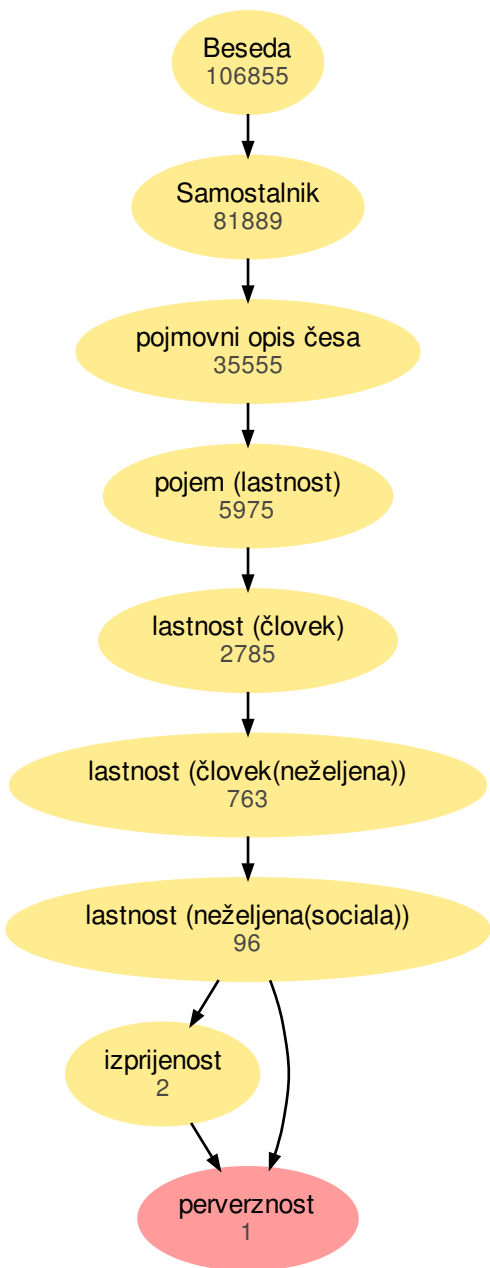 Beseda
106855
Samostalnik
81889
pojmovni opis česa
35555
pojem (lastnost)
5975
lastnost (človek)
2785
lastnost (človek(neželjena))
763
lastnost (neželjena(sociala))
96
izprijenost
2
perverznost
1